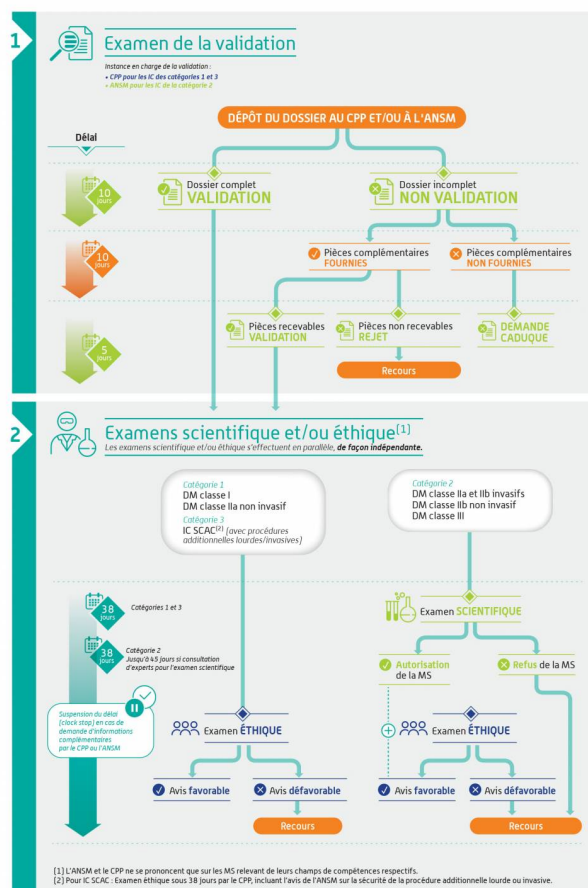 1
Examen de la validation
Instance en charge de la validation :
• CPP pour les IC des catégories 1 et 3
• ANSM pour les IC de la catégorie 2
DÉPÔT DU DOSSIER AU CPP ET/OU À L'ANSM
Délai
10
jours
Dossier complet
VALIDATION
Dossier incomplet
NON VALIDATION
10
jours
Pièces complémentaires
FOURNIES
Pièces complémentaires
NON FOURNIES
5
jours
Pièces recevables
VALIDATION
Pièces non recevables
REJET
DEMANDE
CADUQUE
Recours
2
Examens scientifique et/ou éthique(1)
Les examens scientifique et/ou éthique s'effectuent en parallèle, de façon indépendante.
Catégorie 1
DM classe I
DM classe IIa non invasif
Catégorie 3
IC SCAC(2) (avec procédures
additionnelles lourdes/invasives)
Catégorie 2
DM classe IIa et IIb invasifs
DM classe IIb non invasif
DM classe III
38
jours
Catégories 1 et 3
Examen SCIENTIFIQUE
38
jours
Catégorie 2
Jusqu'à 45 jours si consultation
d'experts pour l'examen scientifique
Autorisation
de la MS
Refus de la MS
Suspension du délai
(clock stop) en cas de
demande d'informations
complémentaires
par le CPP ou l'ANSM
Examen ÉTHIQUE
Examen ÉTHIQUE
Avis favorable
Avis défavorable
Avis favorable
Avis défavorable
Recours
Recours
(1) L'ANSM et le CPP ne se prononcent que sur les MS relevant de leurs champs de compétences respectifs.
(2) Pour IC SCAC : Examen éthique sous 38 jours par le CPP, incluant l'avis de l'ANSM sur la sécurité de la procédure additionnelle lourde ou invasive.